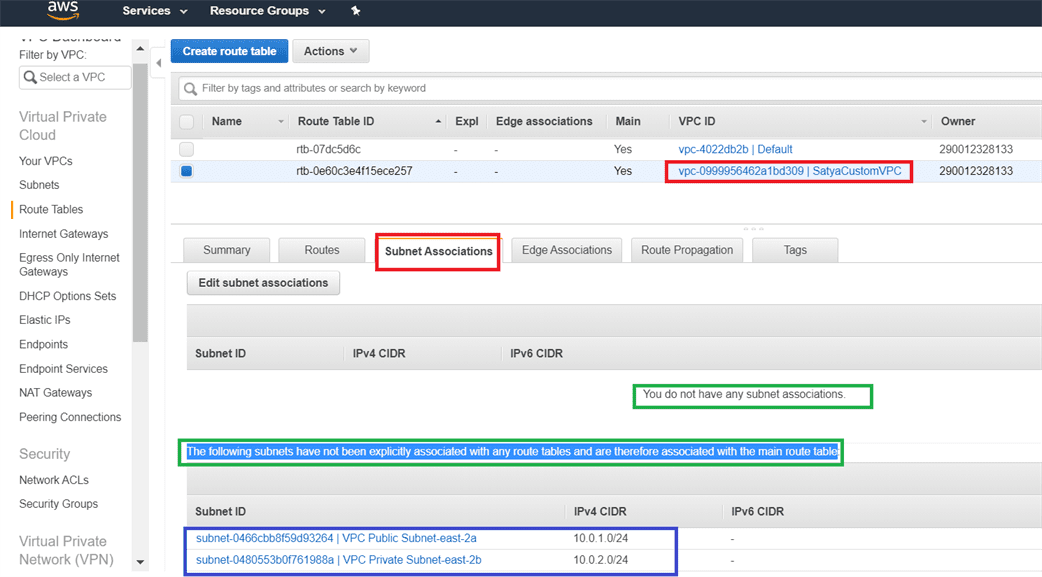 aws Services Resource Groups
VPC Dashboard
Filter by VPC:
Select a VPC
Virtual Private
Cloud
Your VPCs
Subnets
Route Tables
Internet Gateways
Egress Only Internet
Gateways
DHCP Options Sets
Elastic IPs
Endpoints
Endpoint Services
NAT Gateways
Peering Connections
Security
Network ACLs
Security Groups
Virtual Private
Network (VPN)
Create route table Actions
Filter by tags and attributes or search by keyword
Name Route Table ID Expl Edge associations Main VPC ID Owner
rtb-07dc5d6c - - Yes vpc-4022db2b | Default 290012328133
rtb-0e60c3e4f15ece257 - - Yes vpc-0999956462a1bd309 | SatyaCustomVPC 290012328133
Summary Routes Subnet Associations Edge Associations Route Propagation Tags
Edit subnet associations
Subnet ID IPv4 CIDR IPv6 CIDR
You do not have any subnet associations.
The following subnets have not been explicitly associated with any route tables and are therefore associated with the main route table
Subnet ID IPv4 CIDR IPv6 CIDR
subnet-0466cbb8f59d93264 | VPC Public Subnet-east-2a 10.0.1.0/24 -
subnet-0480553b0f761988a | VPC Private Subnet-east-2b 10.0.2.0/24 -